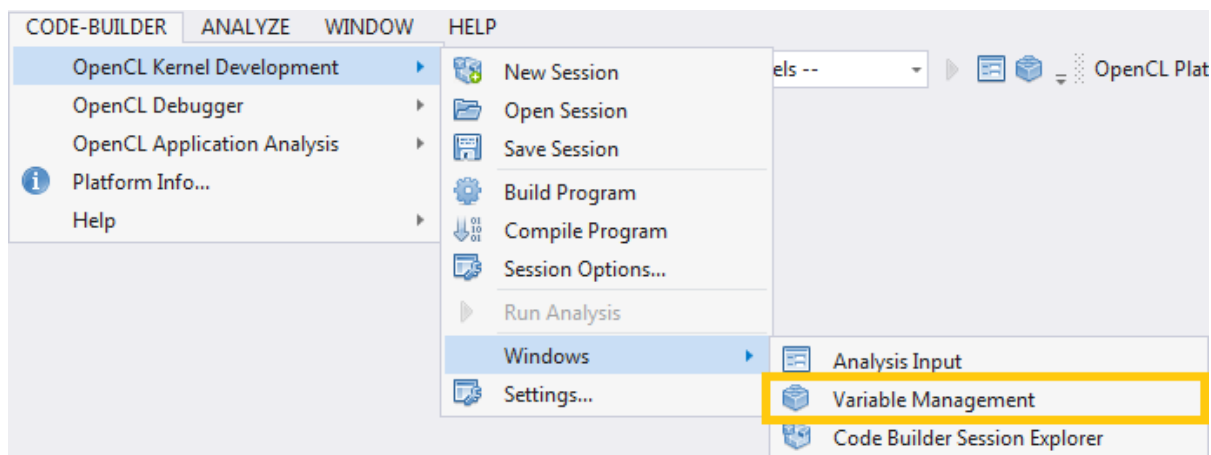 CODE-BUILDER ANALYZE WINDOW HELP
OpenCL Kernel Development
OpenCL Debugger
OpenCL Application Analysis
Platform Info...
Help
New Session
Open Session
Save Session
Build Program
Compile Program
Session Options...
Run Analysis
Windows
Settings...
els --
OpenCL Plat
Analysis Input
Variable Management
Code Builder Session Explorer